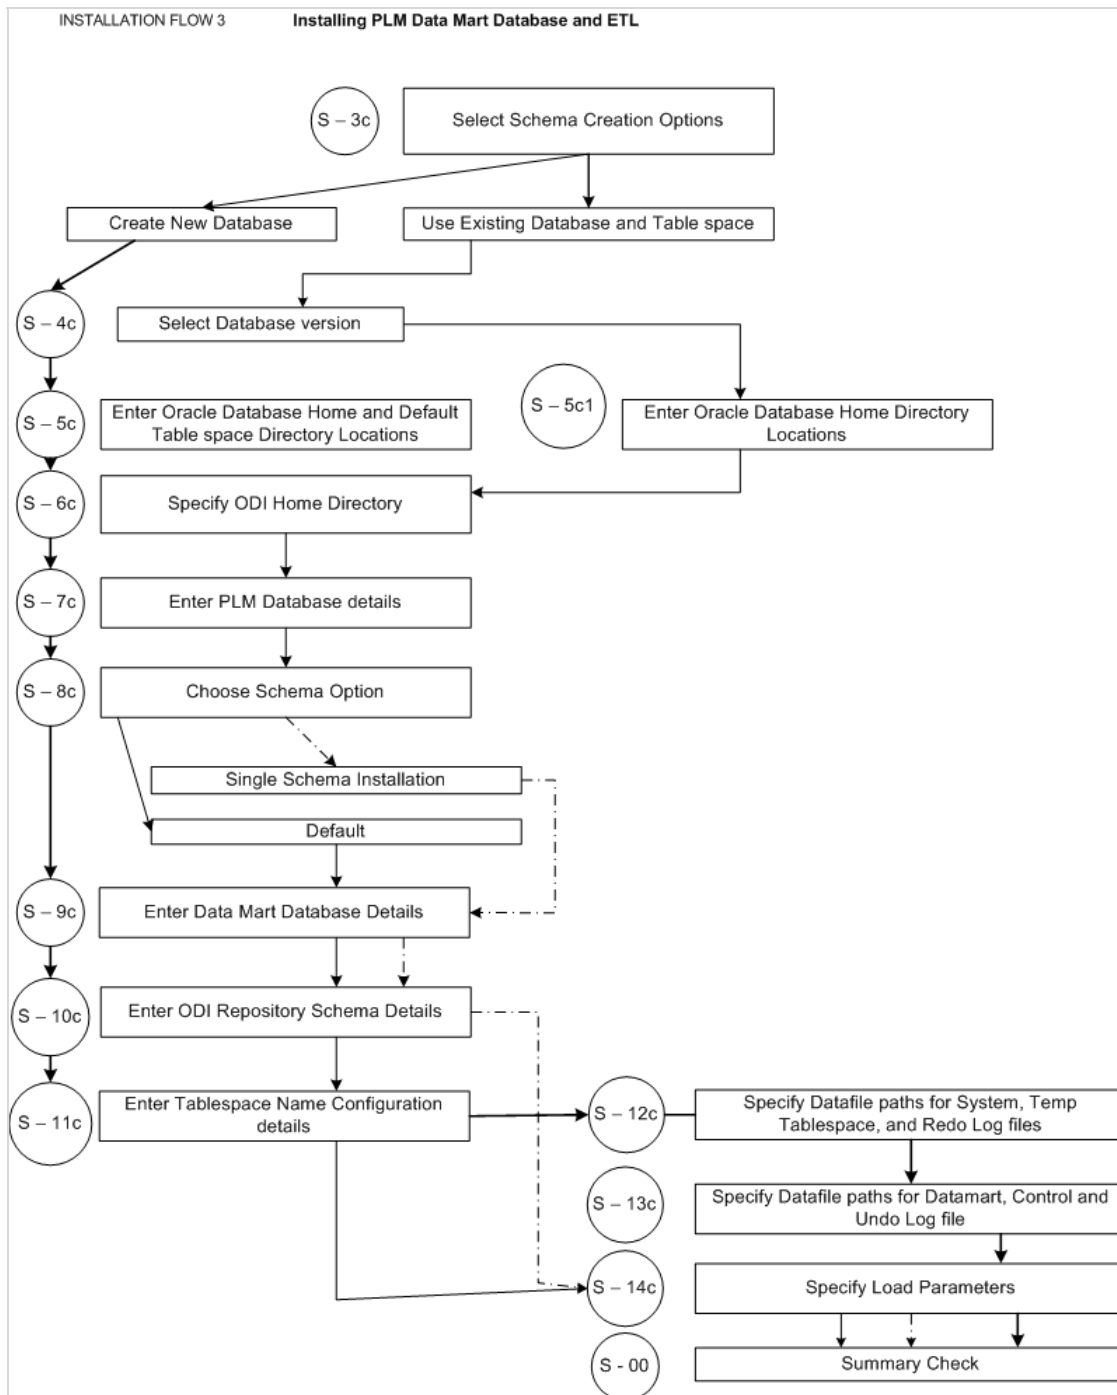 INSTALLATION FLOW 3 Installing PLM Data Mart Database and ETL
S – 3c
Select Schema Creation Options
Create New Database
Use Existing Database and Table space
S – 4c
Select Database version
S – 5c
Enter Oracle Database Home and Default
Table space Directory Locations
S – 5c1
Enter Oracle Database Home Directory
Locations
S – 6c
Specify ODI Home Directory
S – 7c
Enter PLM Database details
S – 8c
Choose Schema Option
Single Schema Installation
Default
S – 9c
Enter Data Mart Database Details
S – 10c
Enter ODI Repository Schema Details
S – 11c
Enter Tablespace Name Configuration
details
S – 12c
Specify Datafile paths for System, Temp
Tablespace, and Redo Log files
S – 13c
Specify Datafile paths for Datamart, Control and
Undo Log file
S – 14c
Specify Load Parameters
S - 00
Summary Check